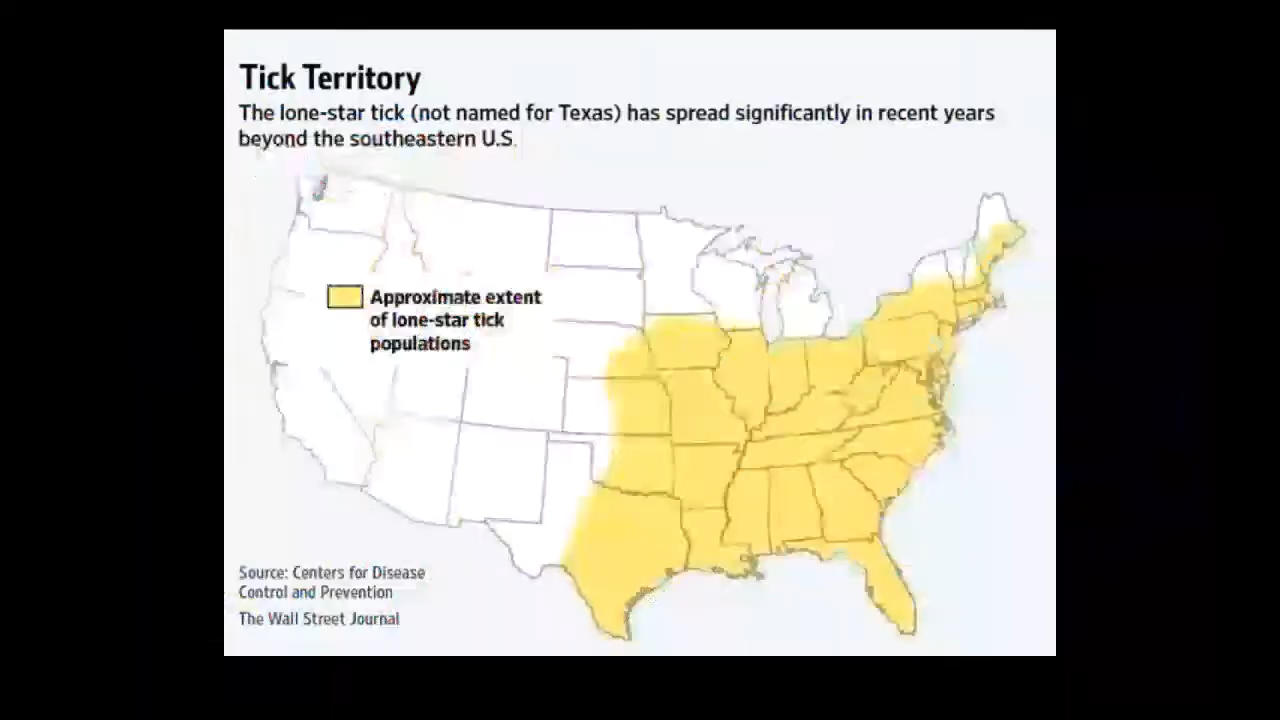 Tick Territory
The lone-star tick (not named for Texas) has spread significantly in recent years
beyond the southeastern U.S.
Approximate extent
of lone-star tick
populations
Source: Centers for Disease
Control and Prevention
The Wall Street Journal